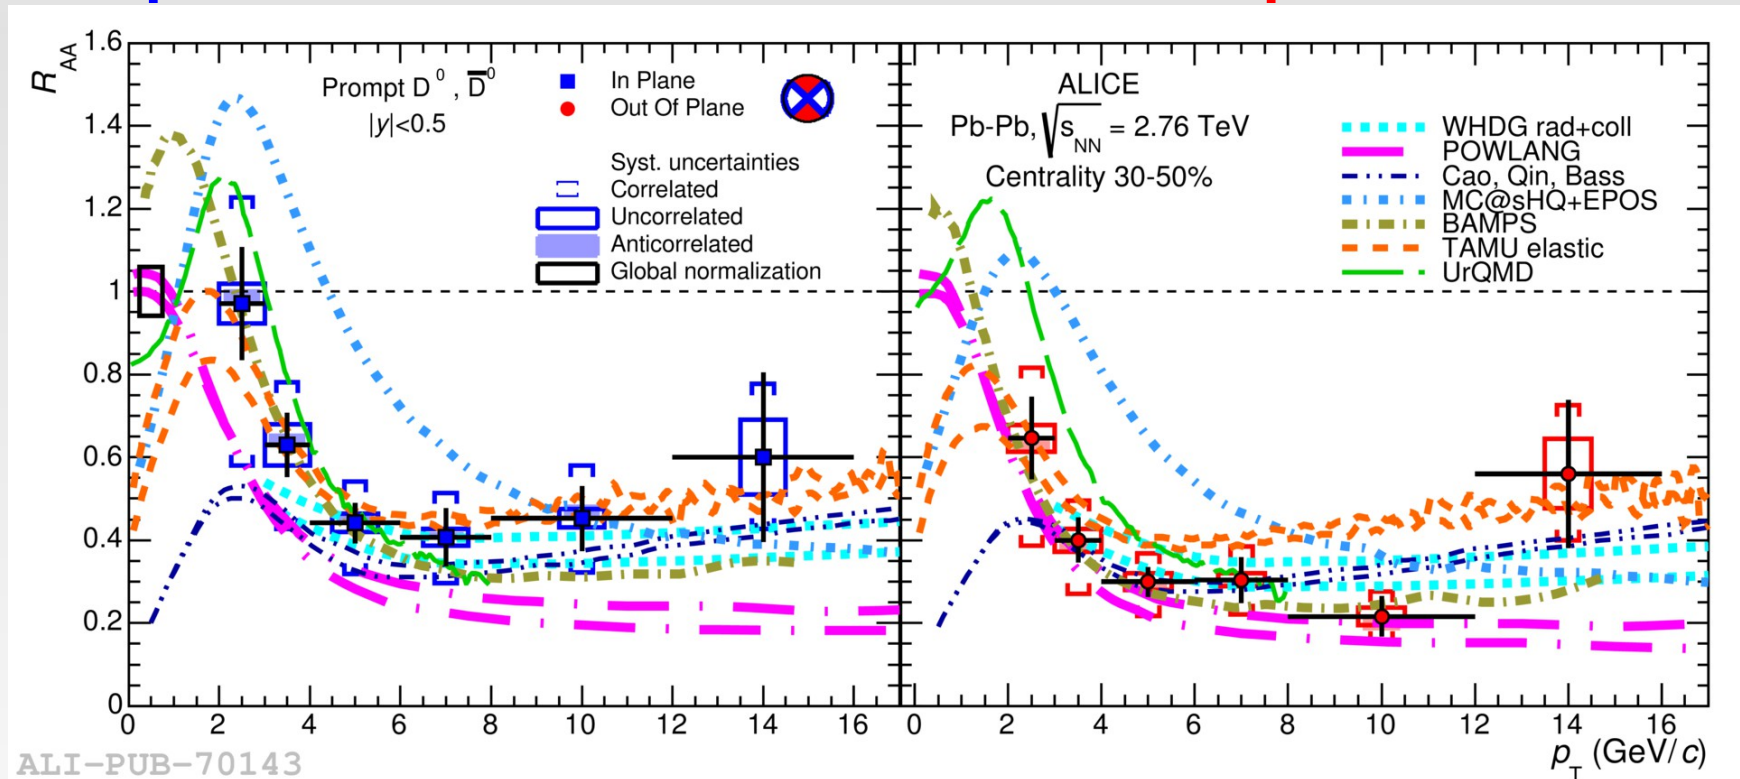 R_AA
1.6
1.4
1.2
1
0.8
0.6
0.4
0.2
0
Prompt D⁰, D̅⁰
|y|<0.5
In Plane
Out Of Plane
Syst. uncertainties
Correlated
Uncorrelated
Anticorrelated
Global normalization
0 2 4 6 8 10 12 14 16
ALICE
Pb-Pb, √s_NN = 2.76 TeV
Centrality 30-50%
WHDG rad+coll
POWLANG
Cao, Qin, Bass
MC@sHQ+EPOS
BAMPS
TAMU elastic
UrQMD
0 2 4 6 8 10 12 14 16
p_T (GeV/c)
ALI-PUB-70143